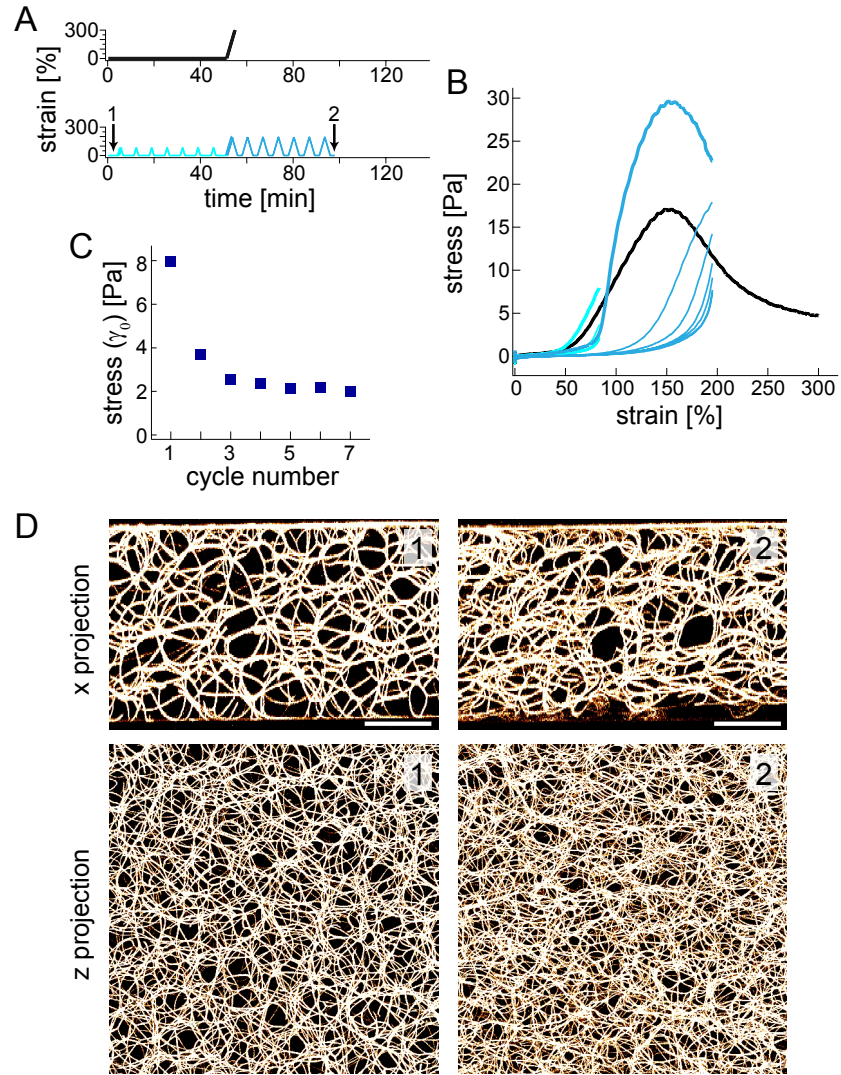 A
strain [%]
300
0
0 40 80 120
1 2
300
0
0 40 80 120
time [min]
B
stress [Pa]
30
25
20
15
10
5
0
0 50 100 150 200 250 300
strain [%]
C
stress (γ₀) [Pa]
8
6
4
2
0
1 3 5 7
cycle number
D
x projection
1 2
z projection
1 2